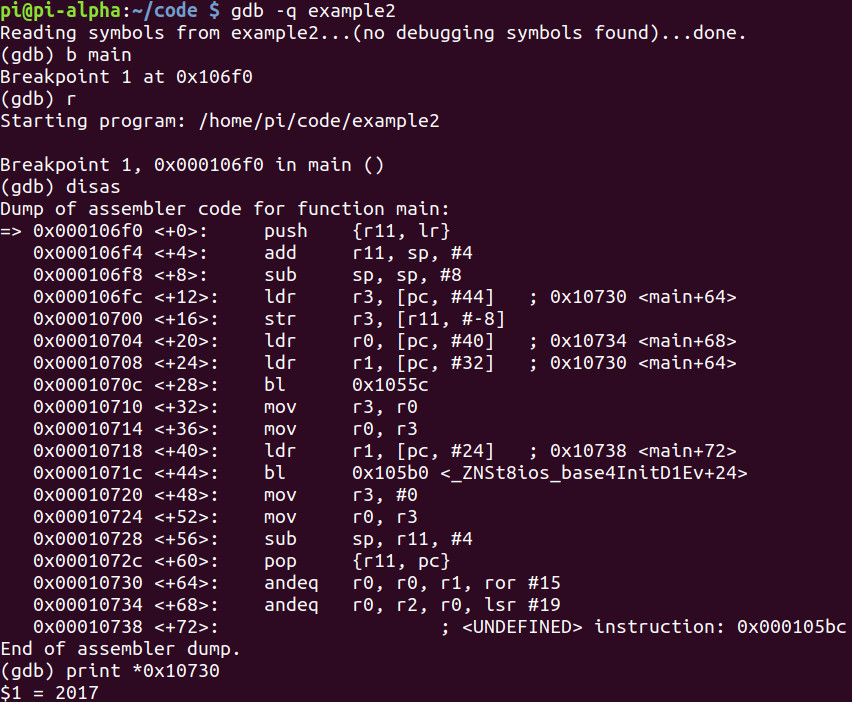 pi@pi-alpha:~/code $ gdb -q example2
Reading symbols from example2...(no debugging symbols found)...done.
(gdb) b main
Breakpoint 1 at 0x106f0
(gdb) r
Starting program: /home/pi/code/example2

Breakpoint 1, 0x000106f0 in main ()
(gdb) disas
Dump of assembler code for function main:
=> 0x000106f0 <+0>:     push    {r11, lr}
   0x000106f4 <+4>:     add     r11, sp, #4
   0x000106f8 <+8>:     sub     sp, sp, #8
   0x000106fc <+12>:    ldr     r3, [pc, #44]   ; 0x10730 <main+64>
   0x00010700 <+16>:    str     r3, [r11, #-8]
   0x00010704 <+20>:    ldr     r0, [pc, #40]   ; 0x10734 <main+68>
   0x00010708 <+24>:    ldr     r1, [pc, #32]   ; 0x10730 <main+64>
   0x0001070c <+28>:    bl      0x1055c
   0x00010710 <+32>:    mov     r3, r0
   0x00010714 <+36>:    mov     r0, r3
   0x00010718 <+40>:    ldr     r1, [pc, #24]   ; 0x10738 <main+72>
   0x0001071c <+44>:    bl      0x105b0 <_ZNSt8ios_base4InitD1Ev+24>
   0x00010720 <+48>:    mov     r3, #0
   0x00010724 <+52>:    mov     r0, r3
   0x00010728 <+56>:    sub     sp, r11, #4
   0x0001072c <+60>:    pop     {r11, pc}
   0x00010730 <+64>:    andeq   r0, r0, r1, ror #15
   0x00010734 <+68>:    andeq   r0, r2, r0, lsr #19
   0x00010738 <+72>:                    ; <UNDEFINED> instruction: 0x000105bc
End of assembler dump.
(gdb) print *0x10730
$1 = 2017